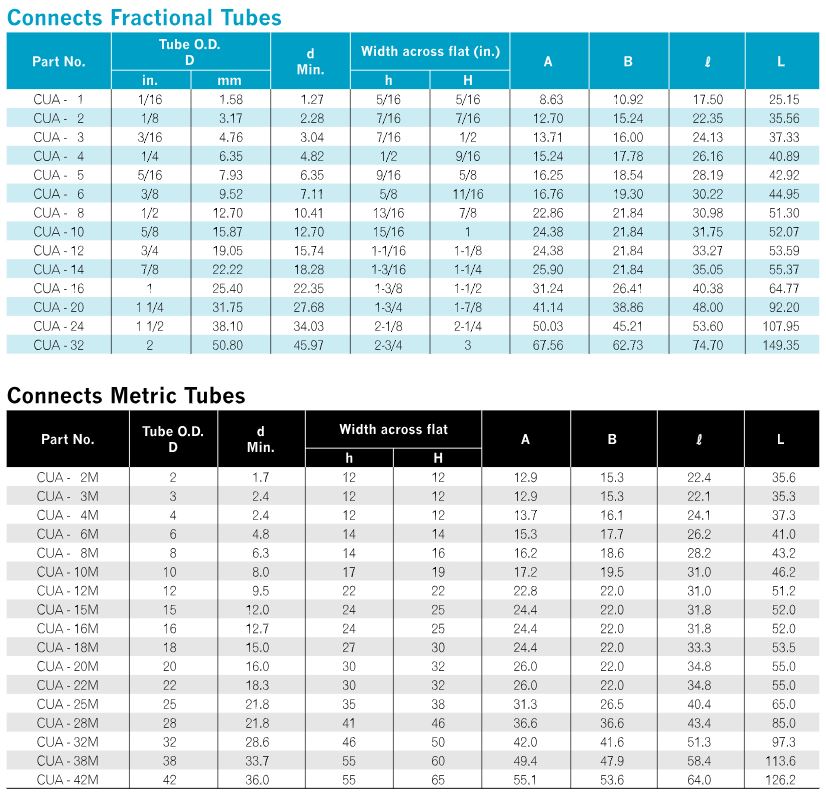 Connects Fractional Tubes
Part No. Tube O.D. D d Min. Width across flat (in.) A B ℓ L
in. mm h H
CUA - 1 1/16 1.58 1.27 5/16 5/16 8.63 10.92 17.50 25.15
CUA - 2 1/8 3.17 2.28 7/16 7/16 12.70 15.24 22.35 35.56
CUA - 3 3/16 4.76 3.04 7/16 1/2 13.71 16.00 24.13 37.33
CUA - 4 1/4 6.35 4.82 1/2 9/16 15.24 17.78 26.16 40.89
CUA - 5 5/16 7.93 6.35 9/16 5/8 16.25 18.54 28.19 42.92
CUA - 6 3/8 9.52 7.11 5/8 11/16 16.76 19.30 30.22 44.95
CUA - 8 1/2 12.70 10.41 13/16 7/8 22.86 21.84 30.98 51.30
CUA - 10 5/8 15.87 12.70 15/16 1 24.38 21.84 31.75 52.07
CUA - 12 3/4 19.05 15.74 1-1/16 1-1/8 24.38 21.84 33.27 53.59
CUA - 14 7/8 22.22 18.28 1-3/16 1-1/4 25.90 21.84 35.05 55.37
CUA - 16 1 25.40 22.35 1-3/8 1-1/2 31.24 26.41 40.38 64.77
CUA - 20 1 1/4 31.75 27.68 1-3/4 1-7/8 41.14 38.86 48.00 92.20
CUA - 24 1 1/2 38.10 34.03 2-1/8 2-1/4 50.03 45.21 53.60 107.95
CUA - 32 2 50.80 45.97 2-3/4 3 67.56 62.73 74.70 149.35
Connects Metric Tubes
Part No. Tube O.D. D d Min. Width across flat A B ℓ L
h H
CUA - 2M 2 1.7 12 12 12.9 15.3 22.4 35.6
CUA - 3M 3 2.4 12 12 12.9 15.3 22.1 35.3
CUA - 4M 4 2.4 12 12 13.7 16.1 24.1 37.3
CUA - 6M 6 4.8 14 14 15.3 17.7 26.2 41.0
CUA - 8M 8 6.3 14 16 16.2 18.6 28.2 43.2
CUA - 10M 10 8.0 17 19 17.2 19.5 31.0 46.2
CUA - 12M 12 9.5 22 22 22.8 22.0 31.0 51.2
CUA - 15M 15 12.0 24 25 24.4 22.0 31.8 52.0
CUA - 16M 16 12.7 24 25 24.4 22.0 31.8 52.0
CUA - 18M 18 15.0 27 30 24.4 22.0 33.3 53.5
CUA - 20M 20 16.0 30 32 26.0 22.0 34.8 55.0
CUA - 22M 22 18.3 30 32 26.0 22.0 34.8 55.0
CUA - 25M 25 21.8 35 38 31.3 26.5 40.4 65.0
CUA - 28M 28 21.8 41 46 36.6 36.6 43.4 85.0
CUA - 32M 32 28.6 46 50 42.0 41.6 51.3 97.3
CUA - 38M 38 33.7 55 60 49.4 47.9 58.4 113.6
CUA - 42M 42 36.0 55 65 55.1 53.6 64.0 126.2